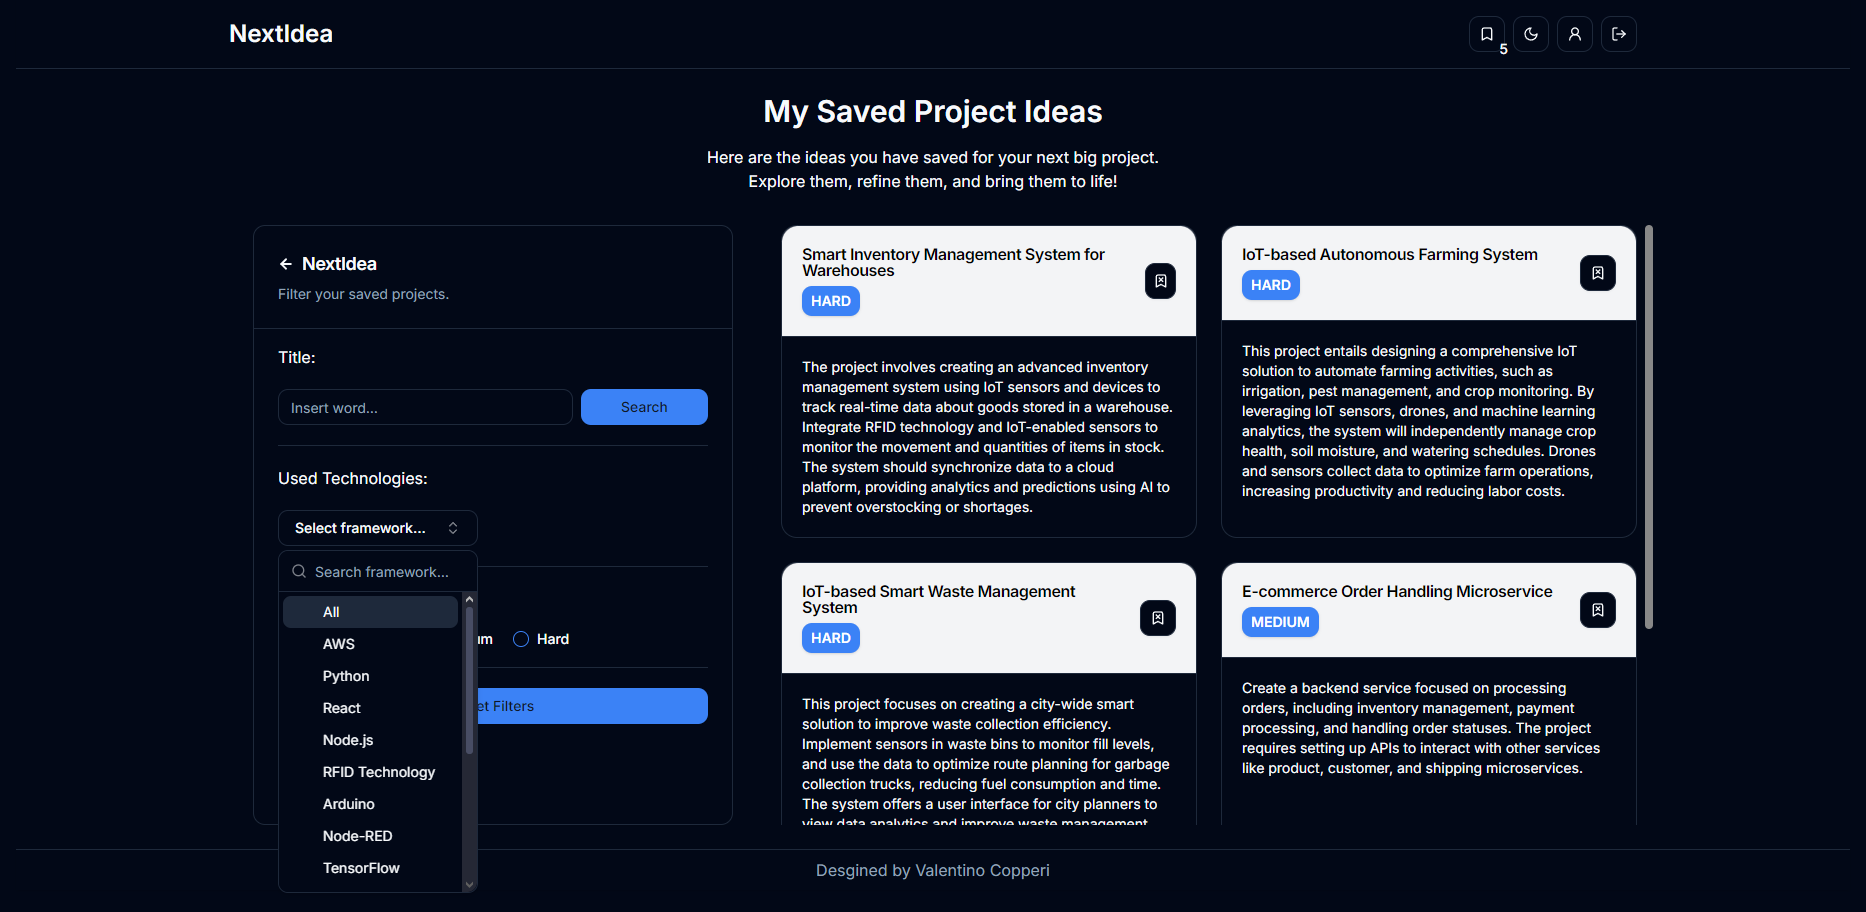 NextIdea
5
My Saved Project Ideas
Here are the ideas you have saved for your next big project.
Explore them, refine them, and bring them to life!
NextIdea
Filter your saved projects.
Title:
Insert word...
Search
Used Technologies:
Select framework...
Search framework...
All
AWS
Python
React
Node.js
RFID Technology
Arduino
Node-RED
TensorFlow
Hard
Filters
Smart Inventory Management System for
Warehouses
HARD
The project involves creating an advanced inventory
management system using IoT sensors and devices to
track real-time data about goods stored in a warehouse.
Integrate RFID technology and IoT-enabled sensors to
monitor the movement and quantities of items in stock.
The system should synchronize data to a cloud
platform, providing analytics and predictions using AI to
prevent overstocking or shortages.
IoT-based Autonomous Farming System
HARD
This project entails designing a comprehensive IoT
solution to automate farming activities, such as
irrigation, pest management, and crop monitoring. By
leveraging IoT sensors, drones, and machine learning
analytics, the system will independently manage crop
health, soil moisture, and watering schedules. Drones
and sensors collect data to optimize farm operations,
increasing productivity and reducing labor costs.
IoT-based Smart Waste Management
System
HARD
This project focuses on creating a city-wide smart
solution to improve waste collection efficiency.
Implement sensors in waste bins to monitor fill levels,
and use the data to optimize route planning for garbage
collection trucks, reducing fuel consumption and time.
The system offers a user interface for city planners to
view data analytics and improve waste management
E-commerce Order Handling Microservice
MEDIUM
Create a backend service focused on processing
orders, including inventory management, payment
processing, and handling order statuses. The project
requires setting up APIs to interact with other services
like product, customer, and shipping microservices.
Desgined by Valentino Copperi